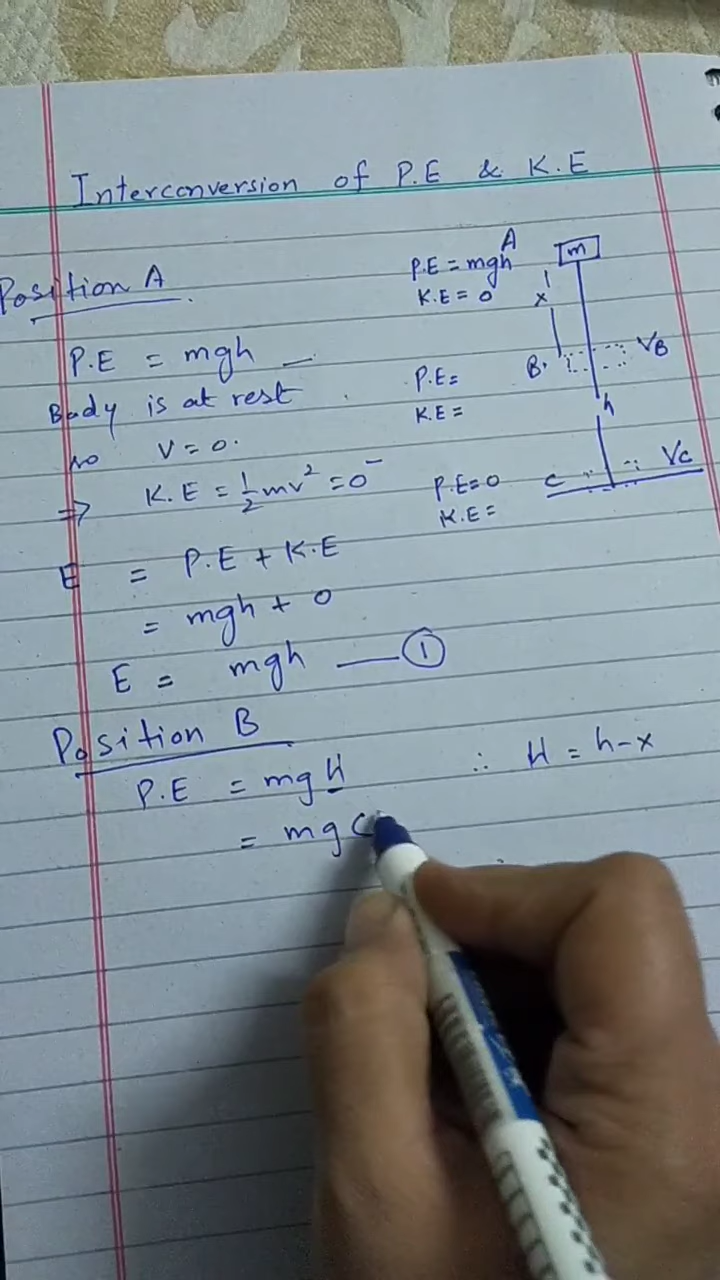 Interconversion of P.E & K.E
Position A
P.E = mgh
Body is at rest
so V = 0.
⇒ K.E = 1/2 mv² = 0
E = P.E + K.E
= mgh + 0
E = mgh — ①
A
m
P.E = mgh
K.E = 0
x
P.E =
K.E =
B.
VB
h
P.E = 0
K.E =
C
Vc
Position B
P.E = mgH ∴ H = h-x
= mg(